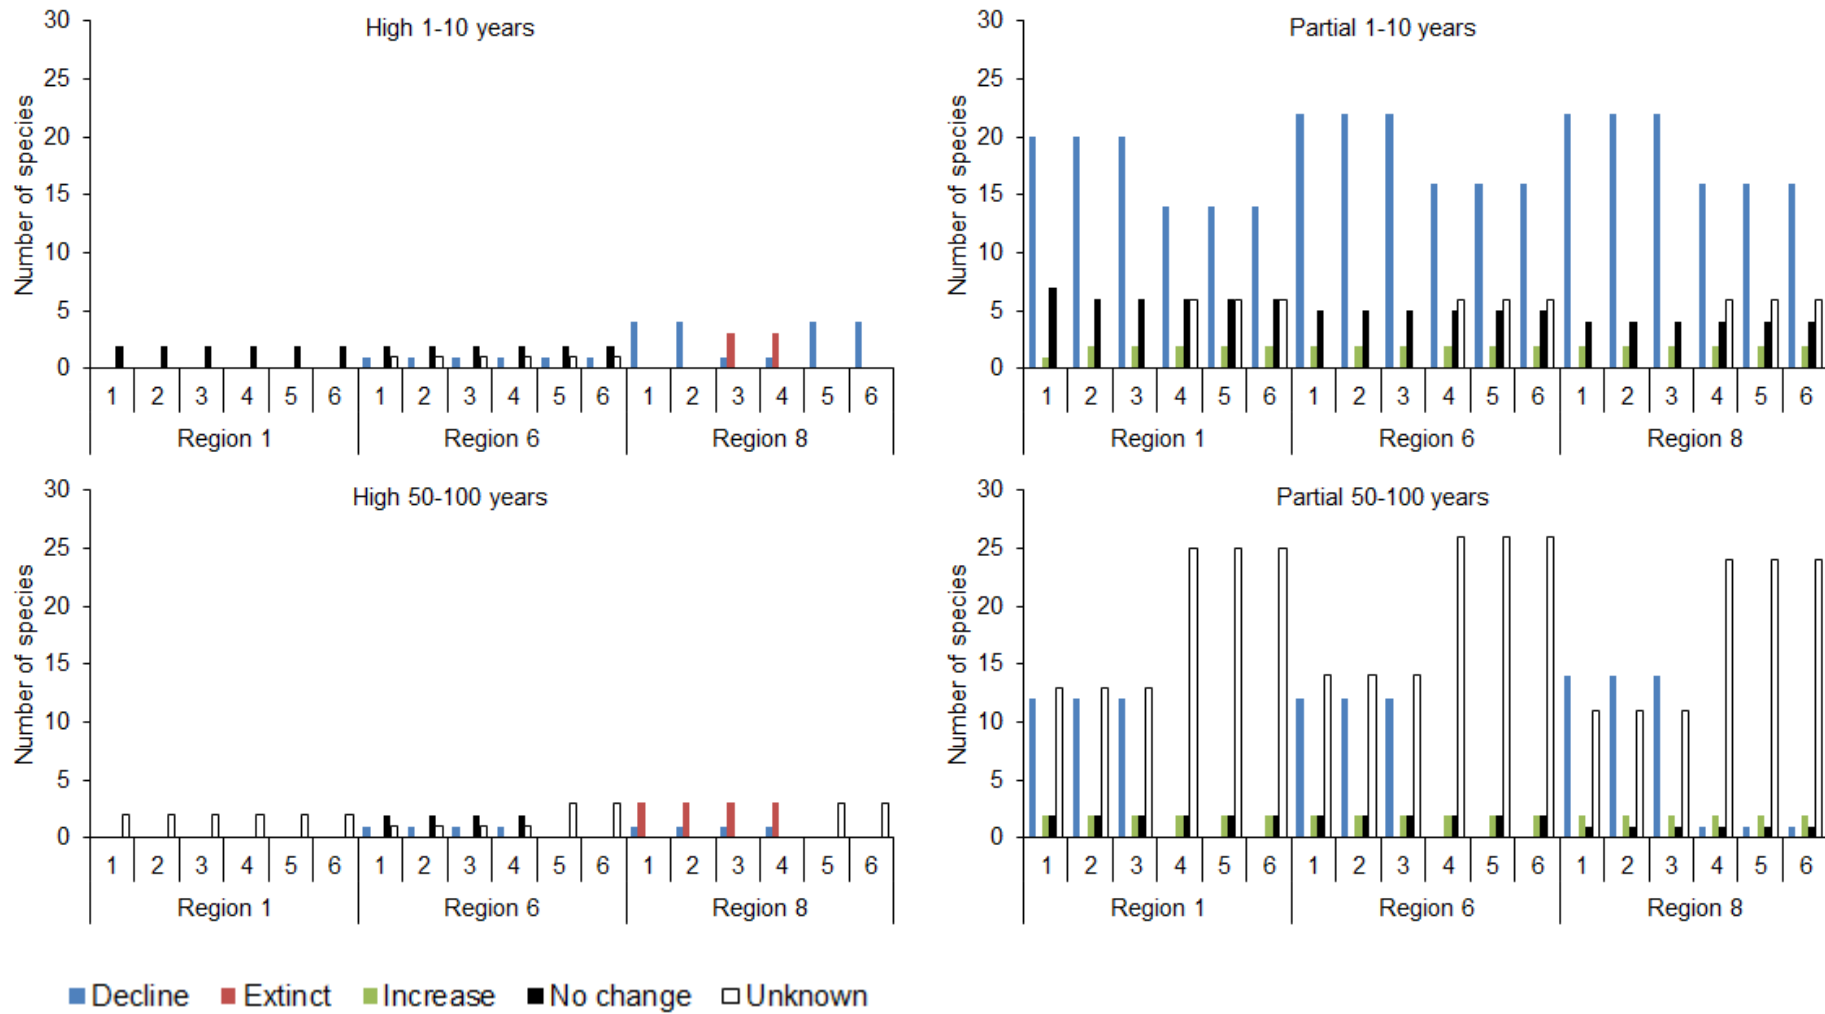 High 1-10 years
Number of species
30
25
20
15
10
5
0
1 2 3 4 5 6 1 2 3 4 5 6 1 2 3 4 5 6
Region 1 Region 6 Region 8
Partial 1-10 years
Number of species
30
25
20
15
10
5
0
1 2 3 4 5 6 1 2 3 4 5 6 1 2 3 4 5 6
Region 1 Region 6 Region 8
High 50-100 years
Number of species
30
25
20
15
10
5
0
1 2 3 4 5 6 1 2 3 4 5 6 1 2 3 4 5 6
Region 1 Region 6 Region 8
Partial 50-100 years
Number of species
30
25
20
15
10
5
0
1 2 3 4 5 6 1 2 3 4 5 6 1 2 3 4 5 6
Region 1 Region 6 Region 8
Decline Extinct Increase No change Unknown